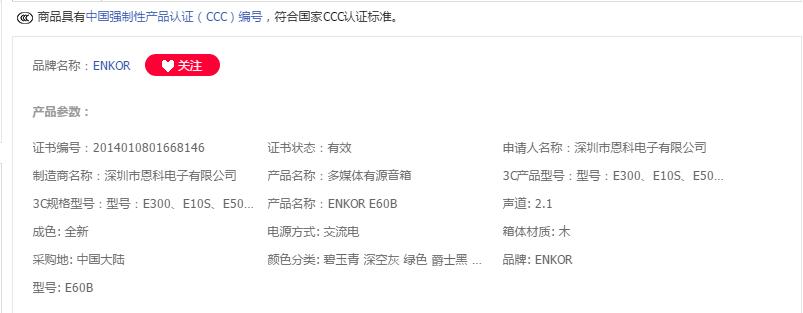 商品具有中国强制性产品认证（CCC）编号，符合国家CCC认证标准。
品牌名称：ENKOR 关注
产品参数：
证书编号：2014010801668146 证书状态：有效 申请人名称：深圳市恩科电子有限公司
制造商名称：深圳市恩科电子有限公司 产品名称：多媒体有源音箱 3C产品型号：型号：E300、E10S、E50...
3C规格型号：型号：E300、E10S、E50... 产品名称：ENKOR E60B 声道: 2.1
成色: 全新 电源方式: 交流电 箱体材质: 木
采购地: 中国大陆 颜色分类: 碧玉青 深空灰 绿色 爵士黑 ... 品牌: ENKOR
型号: E60B